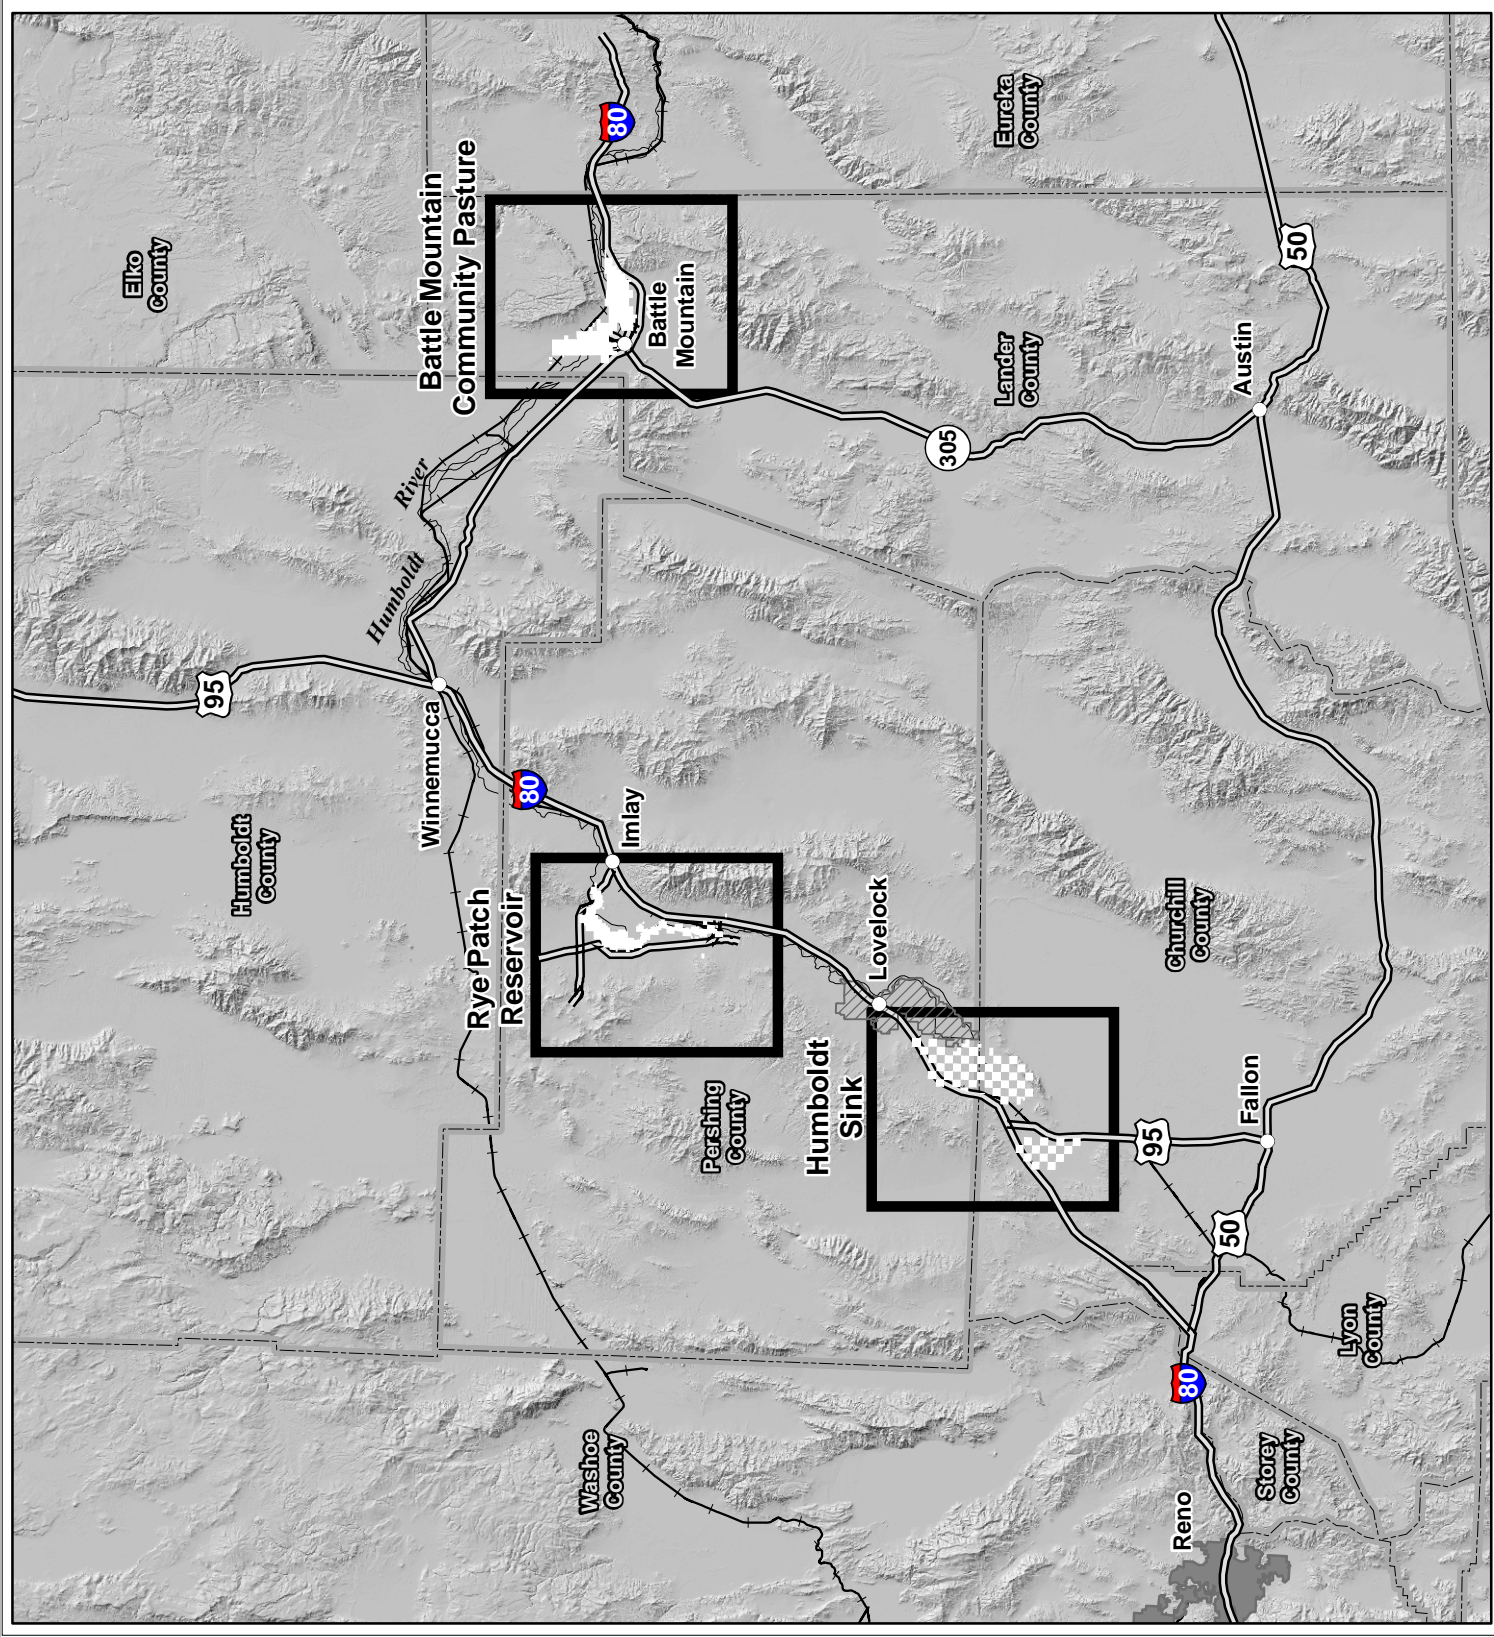 Elko
County
Battle Mountain
Community Pasture
80
Eureka
County
Battle
Mountain
50
Lander
County
Austin
305
River
Humboldt
95
Winnemucca
Humboldt
County
80
Imlay
Rye Patch
Reservoir
Lovelock
Churchill
County
Pershing
County
Humboldt
Sink
Fallon
95
50
Lyon
County
80
Washoe
County
Storey
County
Reno